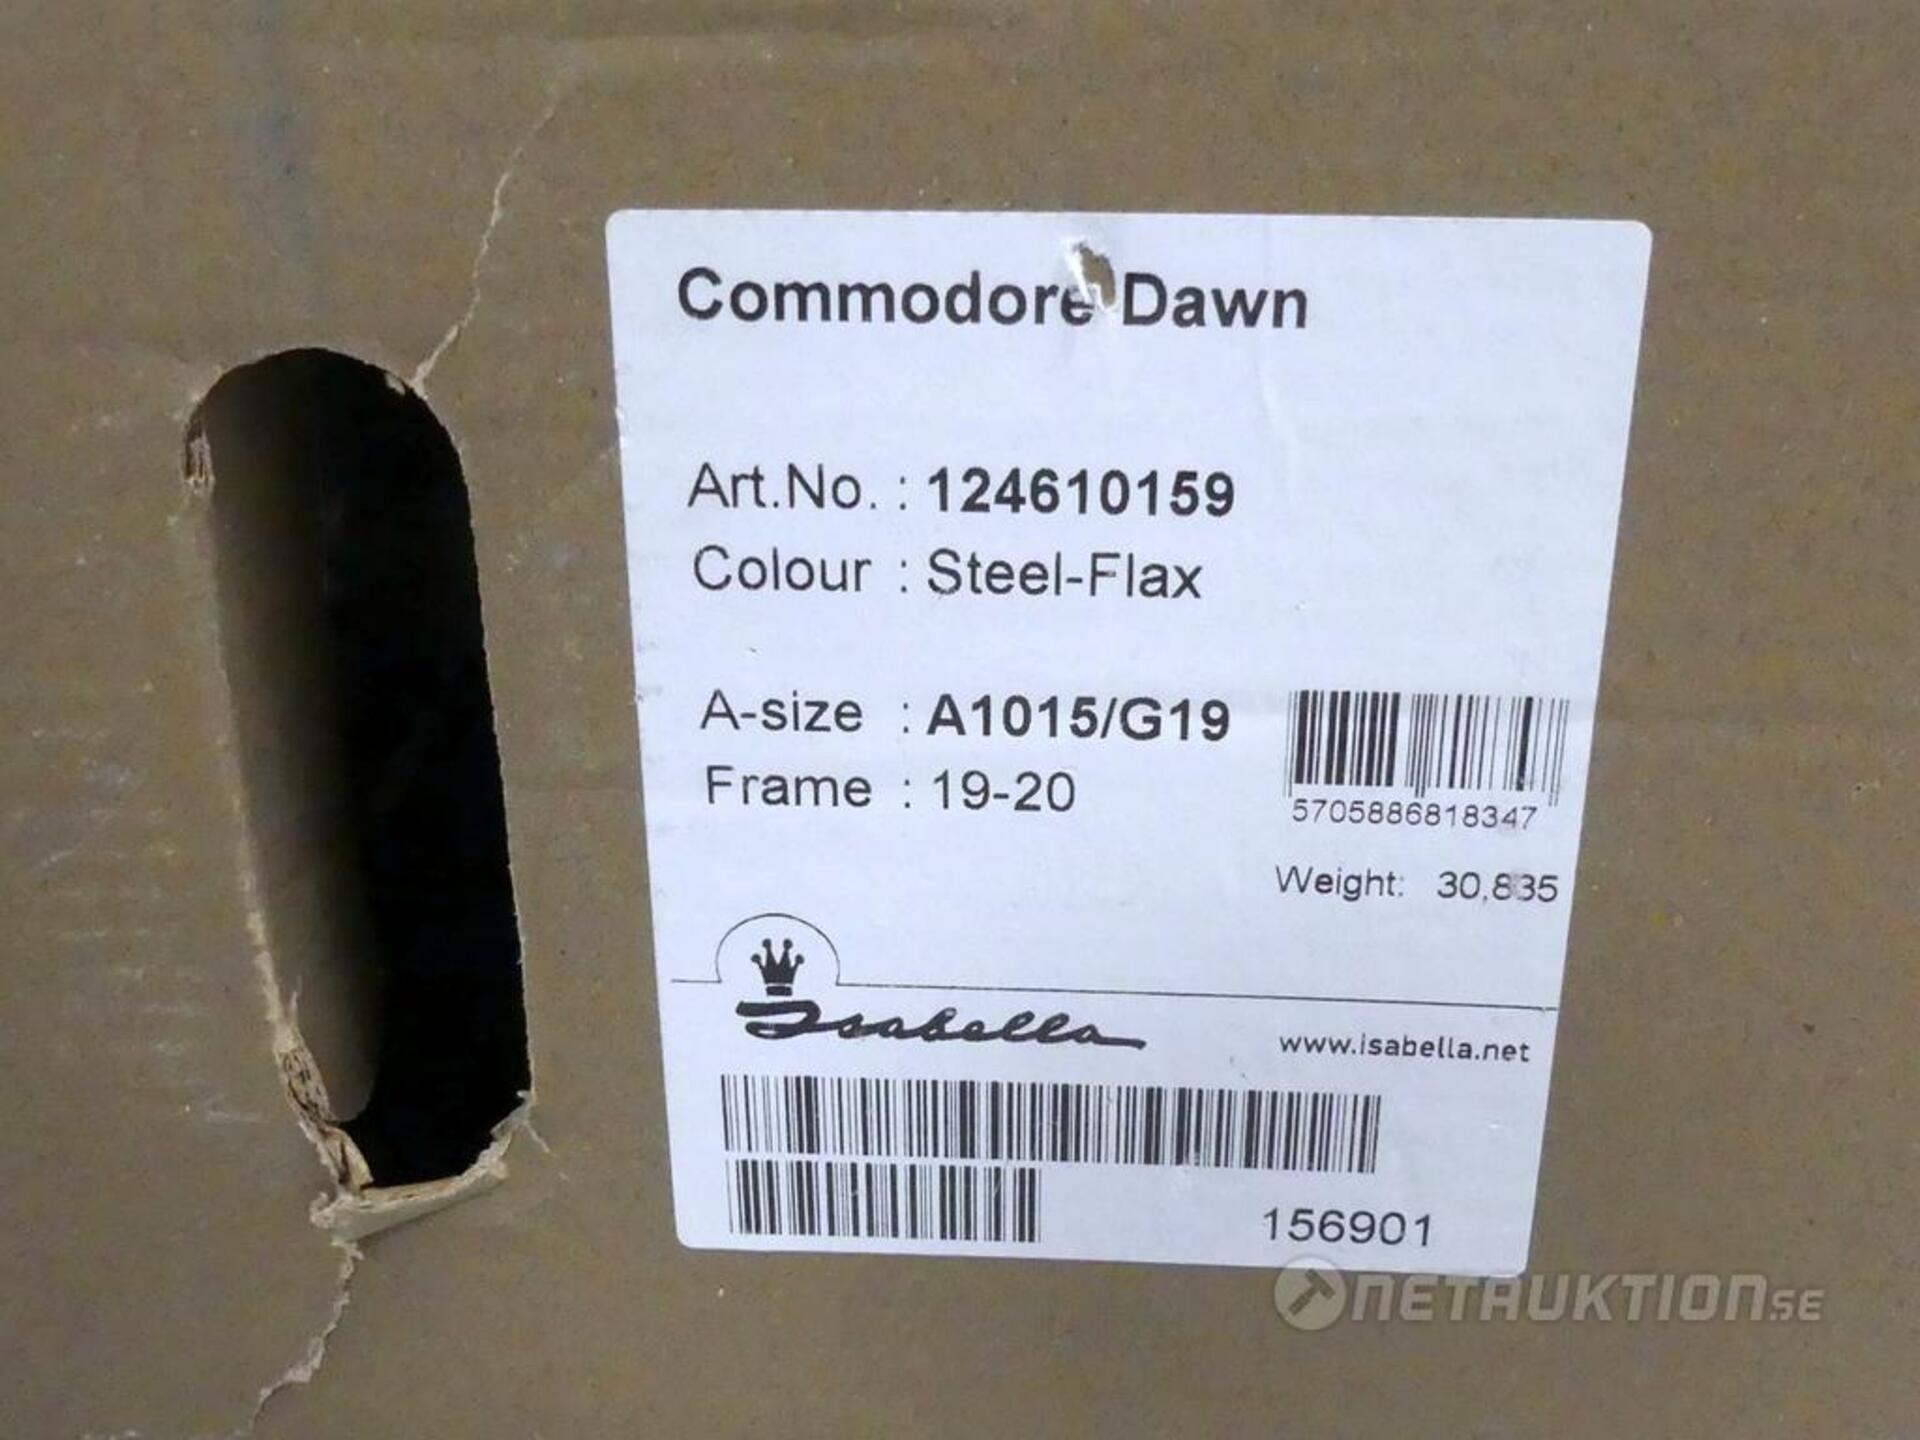 Commodore Dawn
Art.No. : 124610159
Colour : Steel-Flax
A-size : A1015/G19
Frame : 19-20
5705886818347
Weight: 30,835
Isabella
www.isabella.net
156901
NETAUKTION.SE